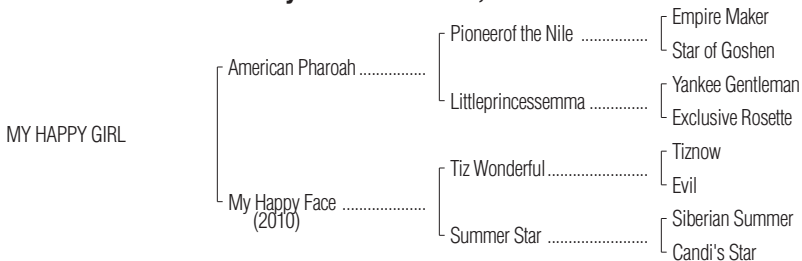 Empire Maker
Pioneerof the Nile ................
Star of Goshen
American Pharoah ................
Yankee Gentleman
Littleprincessemma ..............
Exclusive Rosette
MY HAPPY GIRL
Tiznow
Tiz Wonderful........................
Evil
My Happy Face ....................
(2010)
Siberian Summer
Summer Star ........................
Candi's Star